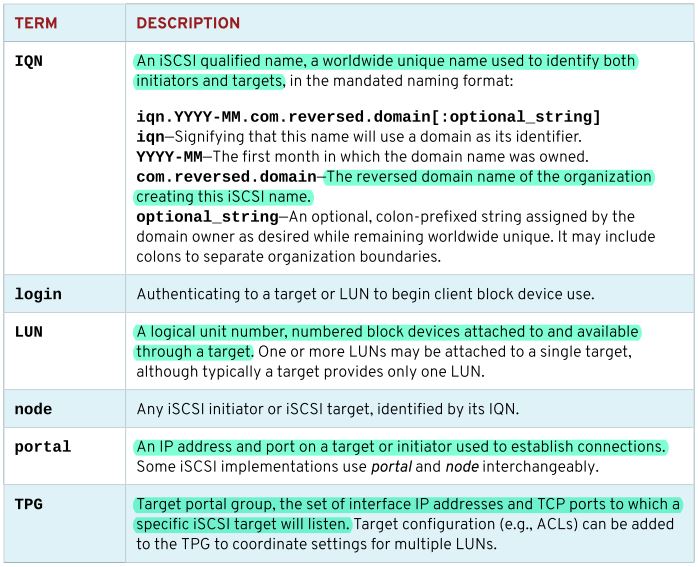 TERM DESCRIPTION
IQN An iSCSI qualified name, a worldwide unique name used to identify both
initiators and targets, in the mandated naming format:
iqn.YYYY-MM.com.reversed.domain[:optional_string]
iqn—Signifying that this name will use a domain as its identifier.
YYYY-MM—The first month in which the domain name was owned.
com.reversed.domain—The reversed domain name of the organization
creating this iSCSI name.
optional_string—An optional, colon-prefixed string assigned by the
domain owner as desired while remaining worldwide unique. It may include
colons to separate organization boundaries.
login Authenticating to a target or LUN to begin client block device use.
LUN A logical unit number, numbered block devices attached to and available
through a target. One or more LUNs may be attached to a single target,
although typically a target provides only one LUN.
node Any iSCSI initiator or iSCSI target, identified by its IQN.
portal An IP address and port on a target or initiator used to establish connections.
Some iSCSI implementations use portal and node interchangeably.
TPG Target portal group, the set of interface IP addresses and TCP ports to which a
specific iSCSI target will listen. Target configuration (e.g., ACLs) can be added
to the TPG to coordinate settings for multiple LUNs.